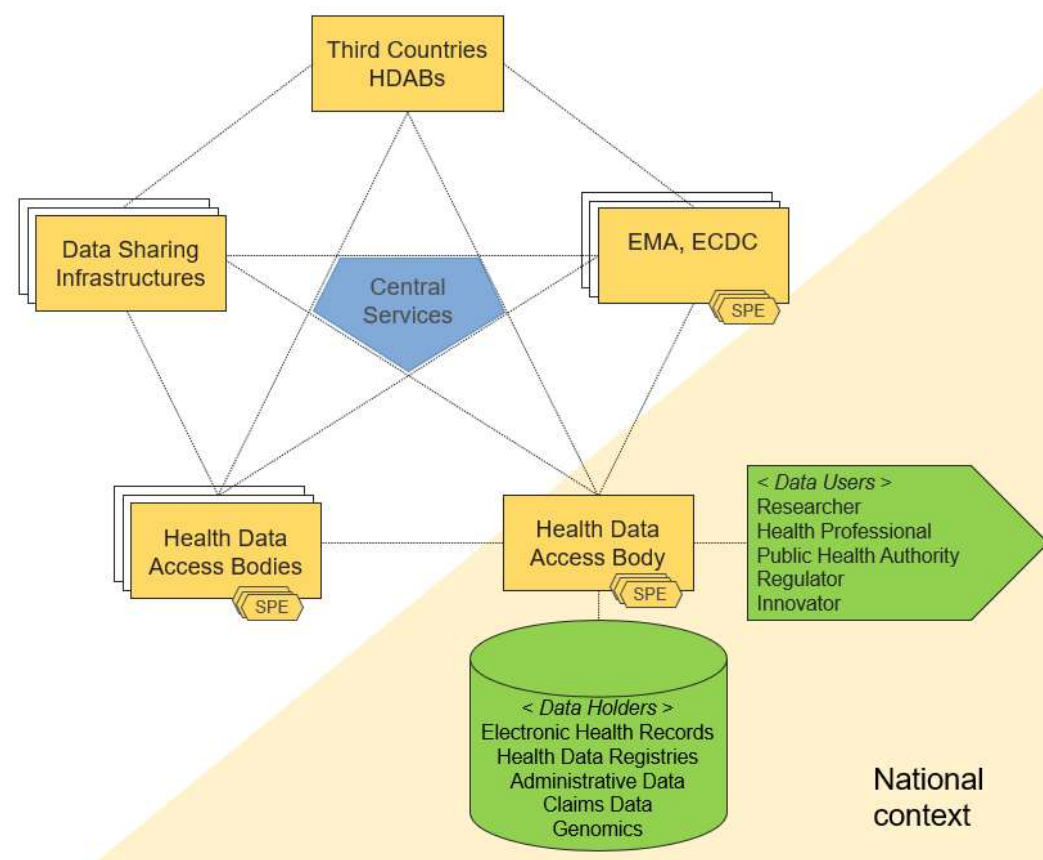 Third Countries
HDABs
Data Sharing
Infrastructures
EMA, ECDC
SPE
Central
Services
Health Data
Access Bodies
SPE
Health Data
Access Body
SPE
< Data Users >
Researcher
Health Professional
Public Health Authority
Regulator
Innovator
< Data Holders >
Electronic Health Records
Health Data Registries
Administrative Data
Claims Data
Genomics
National
context